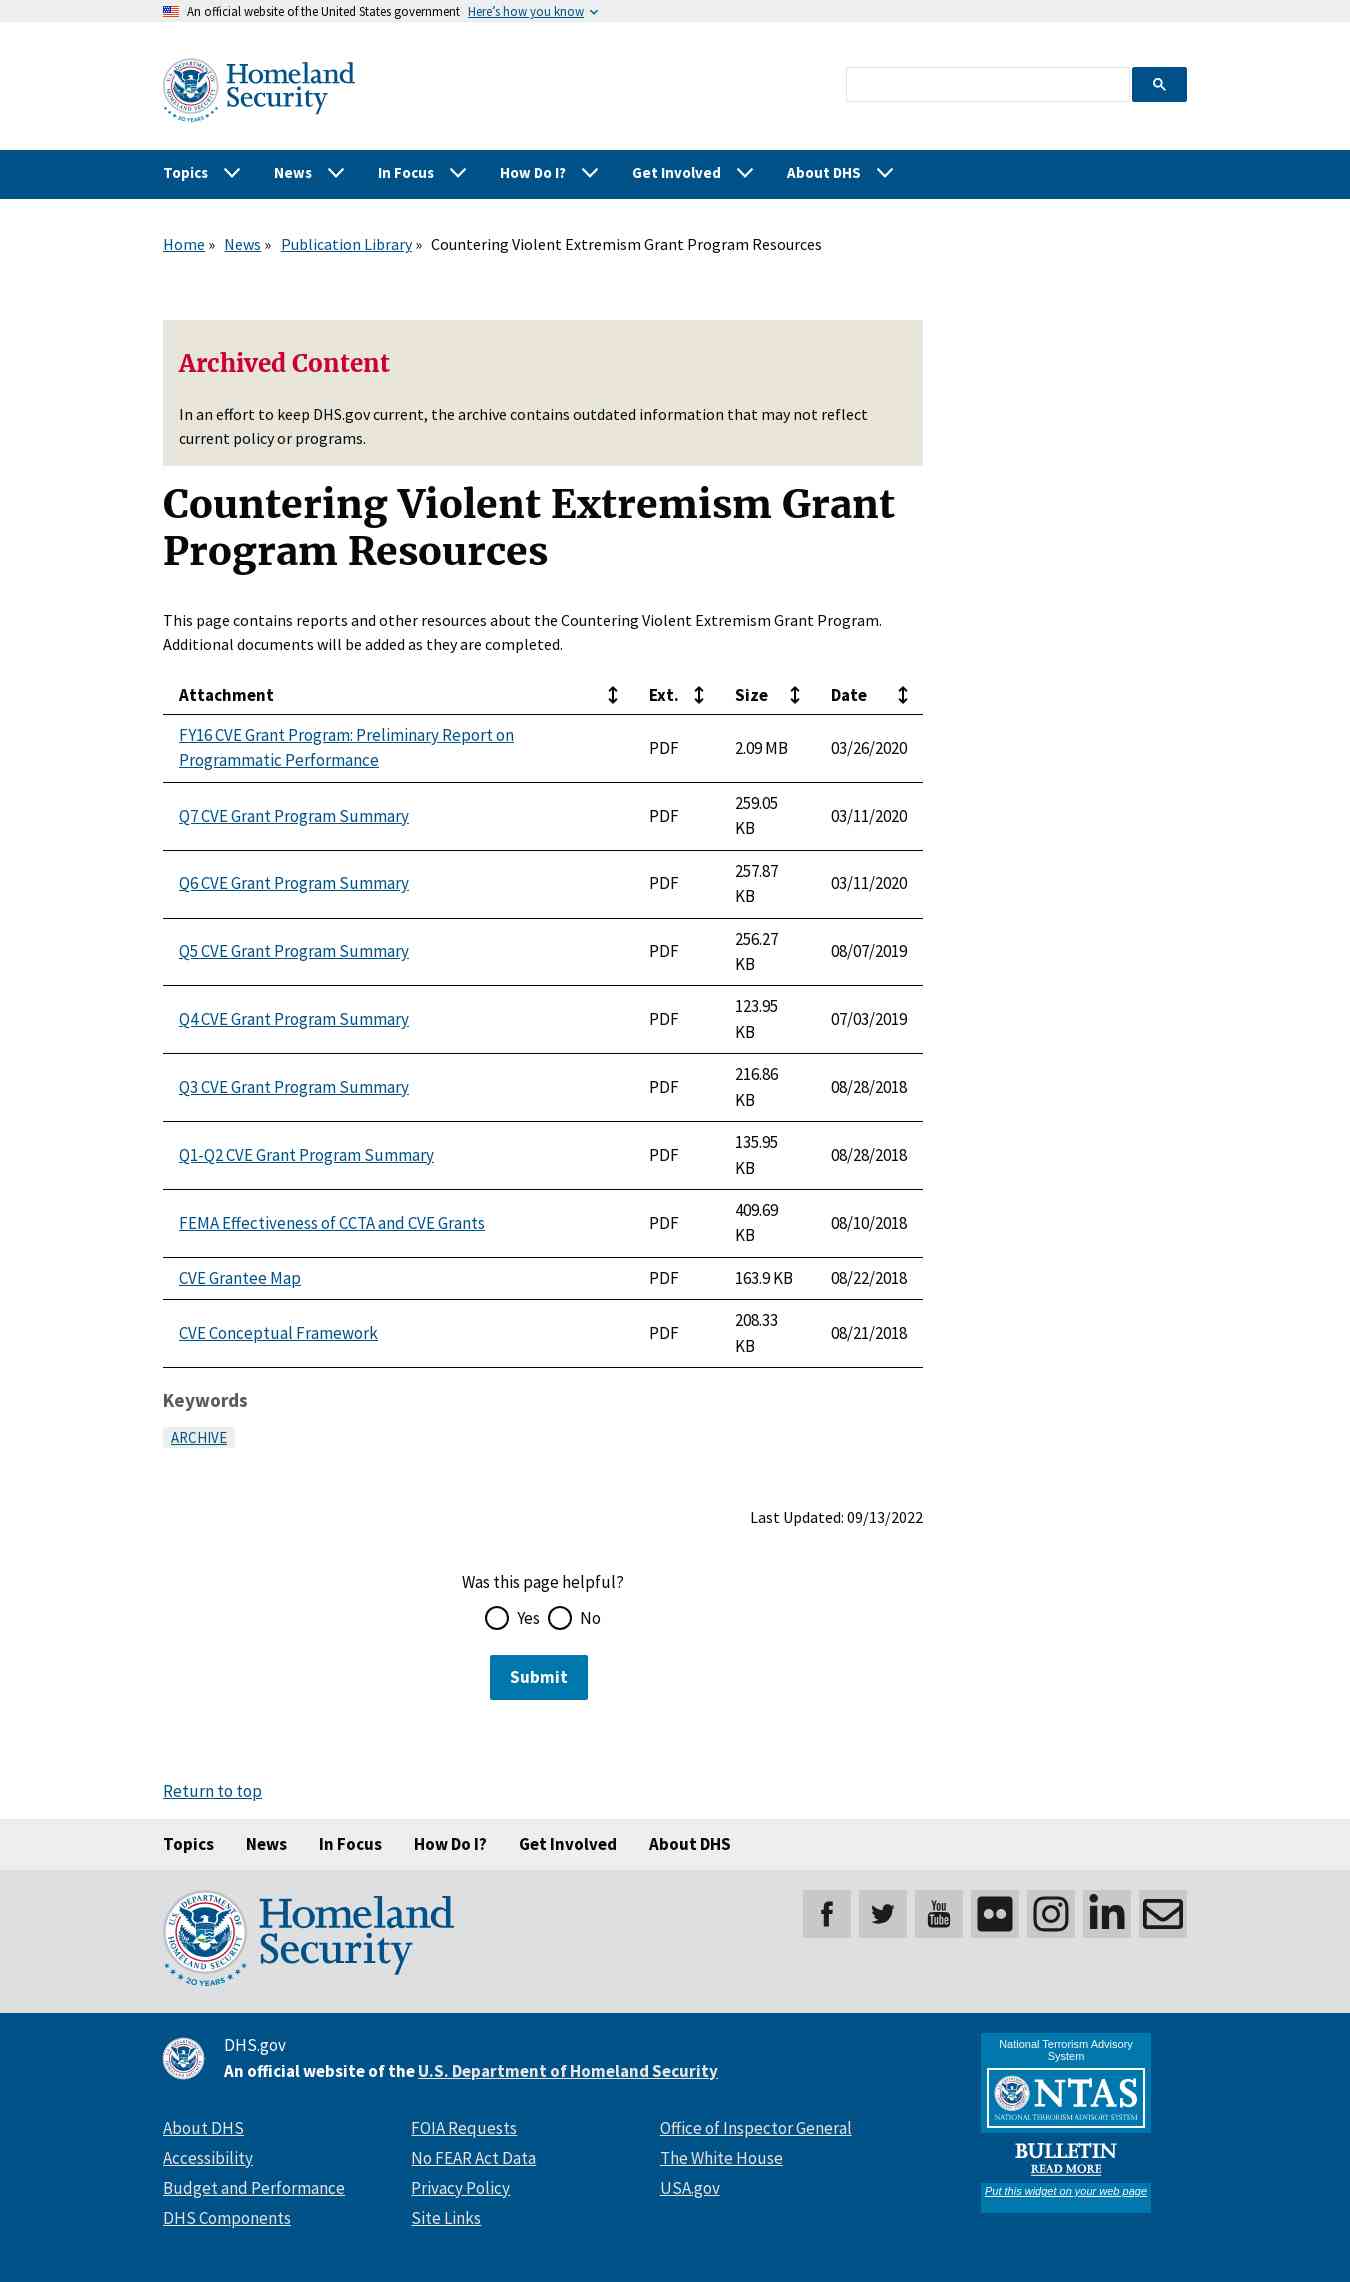 An official website of the United States government Here's how you know
U.S. DEPARTMENT OF HOMELAND SECURITY
20 YEARS
Homeland
Security
Topics News In Focus How Do I? Get Involved About DHS
Home » News » Publication Library » Countering Violent Extremism Grant Program Resources
Archived Content
In an effort to keep DHS.gov current, the archive contains outdated information that may not reflect
current policy or programs.
Countering Violent Extremism Grant
Program Resources
This page contains reports and other resources about the Countering Violent Extremism Grant Program.
Additional documents will be added as they are completed.
Attachment Ext. Size Date
FY16 CVE Grant Program: Preliminary Report on
Programmatic Performance PDF 2.09 MB 03/26/2020
Q7 CVE Grant Program Summary PDF 259.05
KB 03/11/2020
Q6 CVE Grant Program Summary PDF 257.87
KB 03/11/2020
Q5 CVE Grant Program Summary PDF 256.27
KB 08/07/2019
Q4 CVE Grant Program Summary PDF 123.95
KB 07/03/2019
Q3 CVE Grant Program Summary PDF 216.86
KB 08/28/2018
Q1-Q2 CVE Grant Program Summary PDF 135.95
KB 08/28/2018
FEMA Effectiveness of CCTA and CVE Grants PDF 409.69
KB 08/10/2018
CVE Grantee Map PDF 163.9 KB 08/22/2018
CVE Conceptual Framework PDF 208.33
KB 08/21/2018
Keywords
ARCHIVE
Last Updated: 09/13/2022
Was this page helpful?
Yes No
Submit
Return to top
Topics News In Focus How Do I? Get Involved About DHS
U.S. DEPARTMENT OF HOMELAND SECURITY
20 YEARS
Homeland
Security
You
Tube
in
DHS.gov
An official website of the U.S. Department of Homeland Security
About DHS FOIA Requests Office of Inspector General
Accessibility No FEAR Act Data The White House
Budget and Performance Privacy Policy USA.gov
DHS Components Site Links
National Terrorism Advisory
System
NTAS
NATIONAL TERRORISM ADVISORY SYSTEM
BULLETIN
READ MORE
Put this widget on your web page